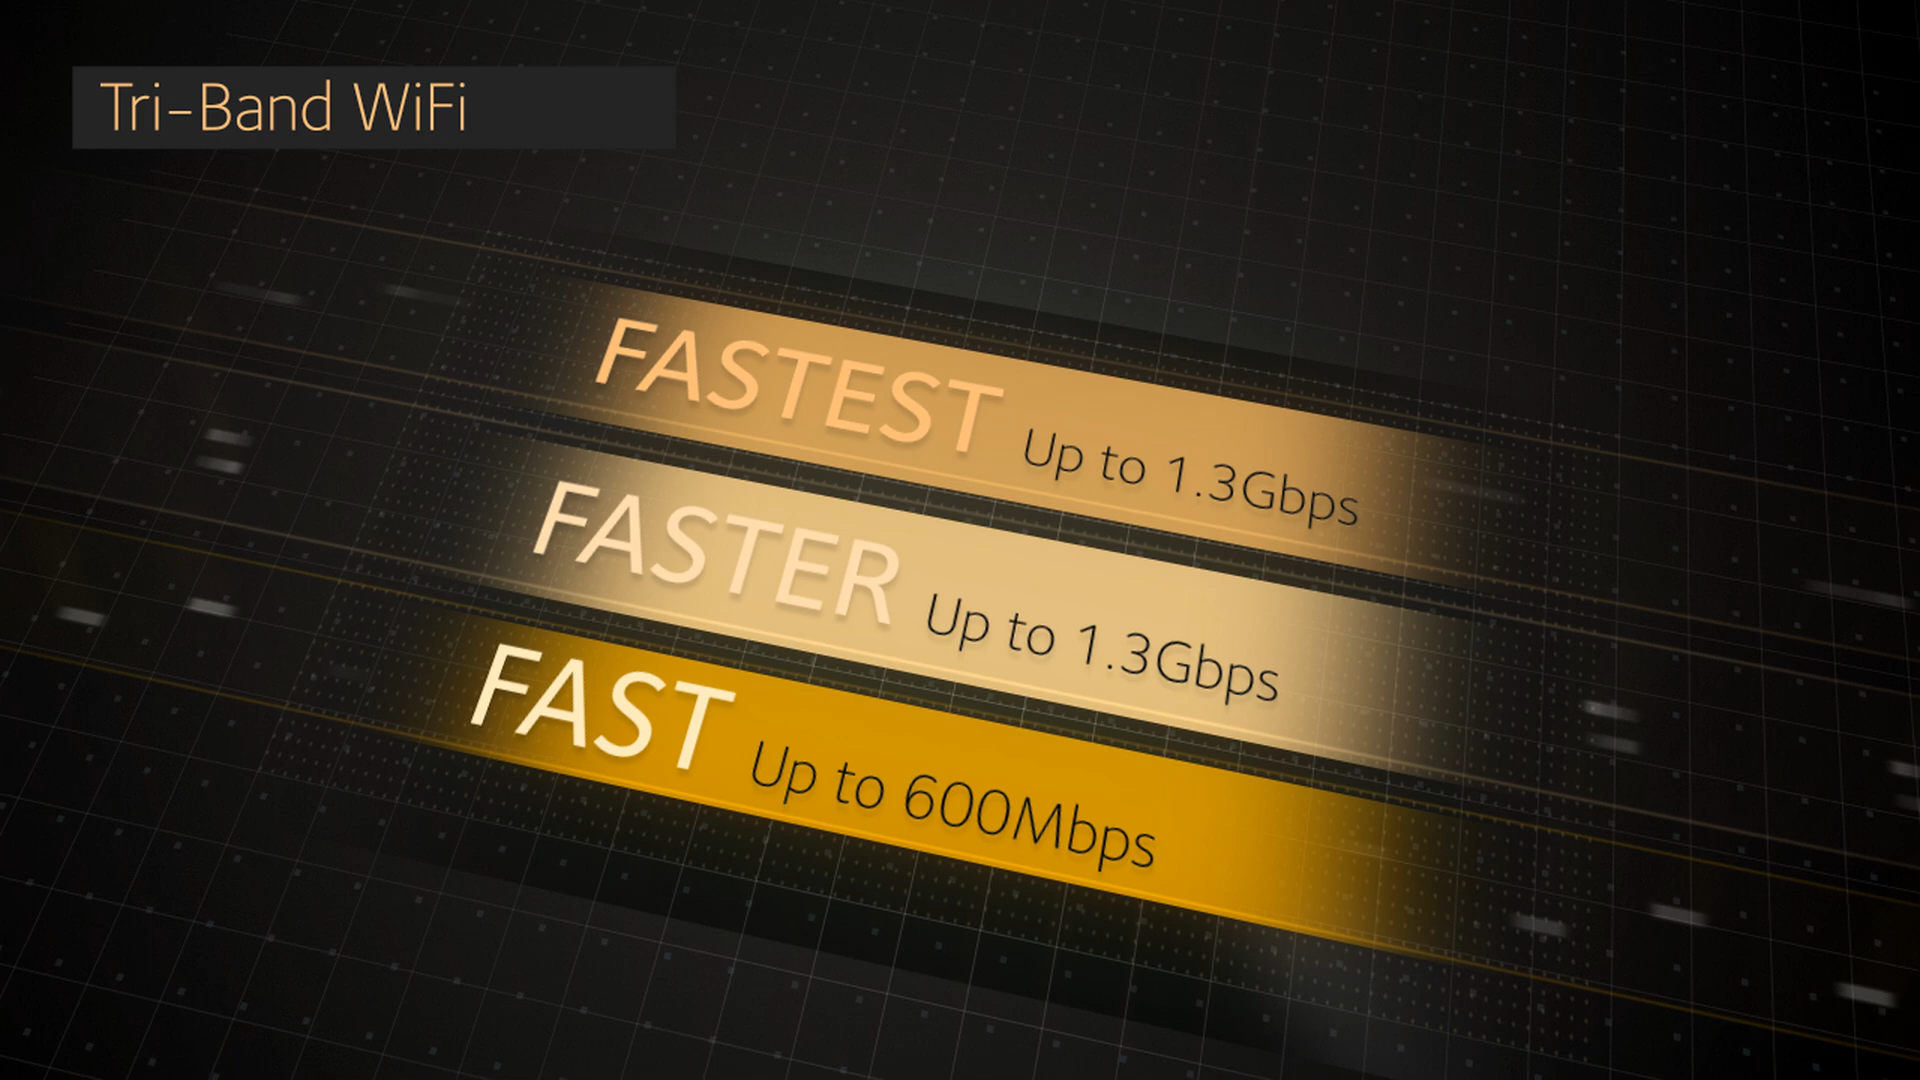 Tri-Band WiFi
FASTEST Up to 1.3Gbps
FASTER Up to 1.3Gbps
FAST Up to 600Mbps